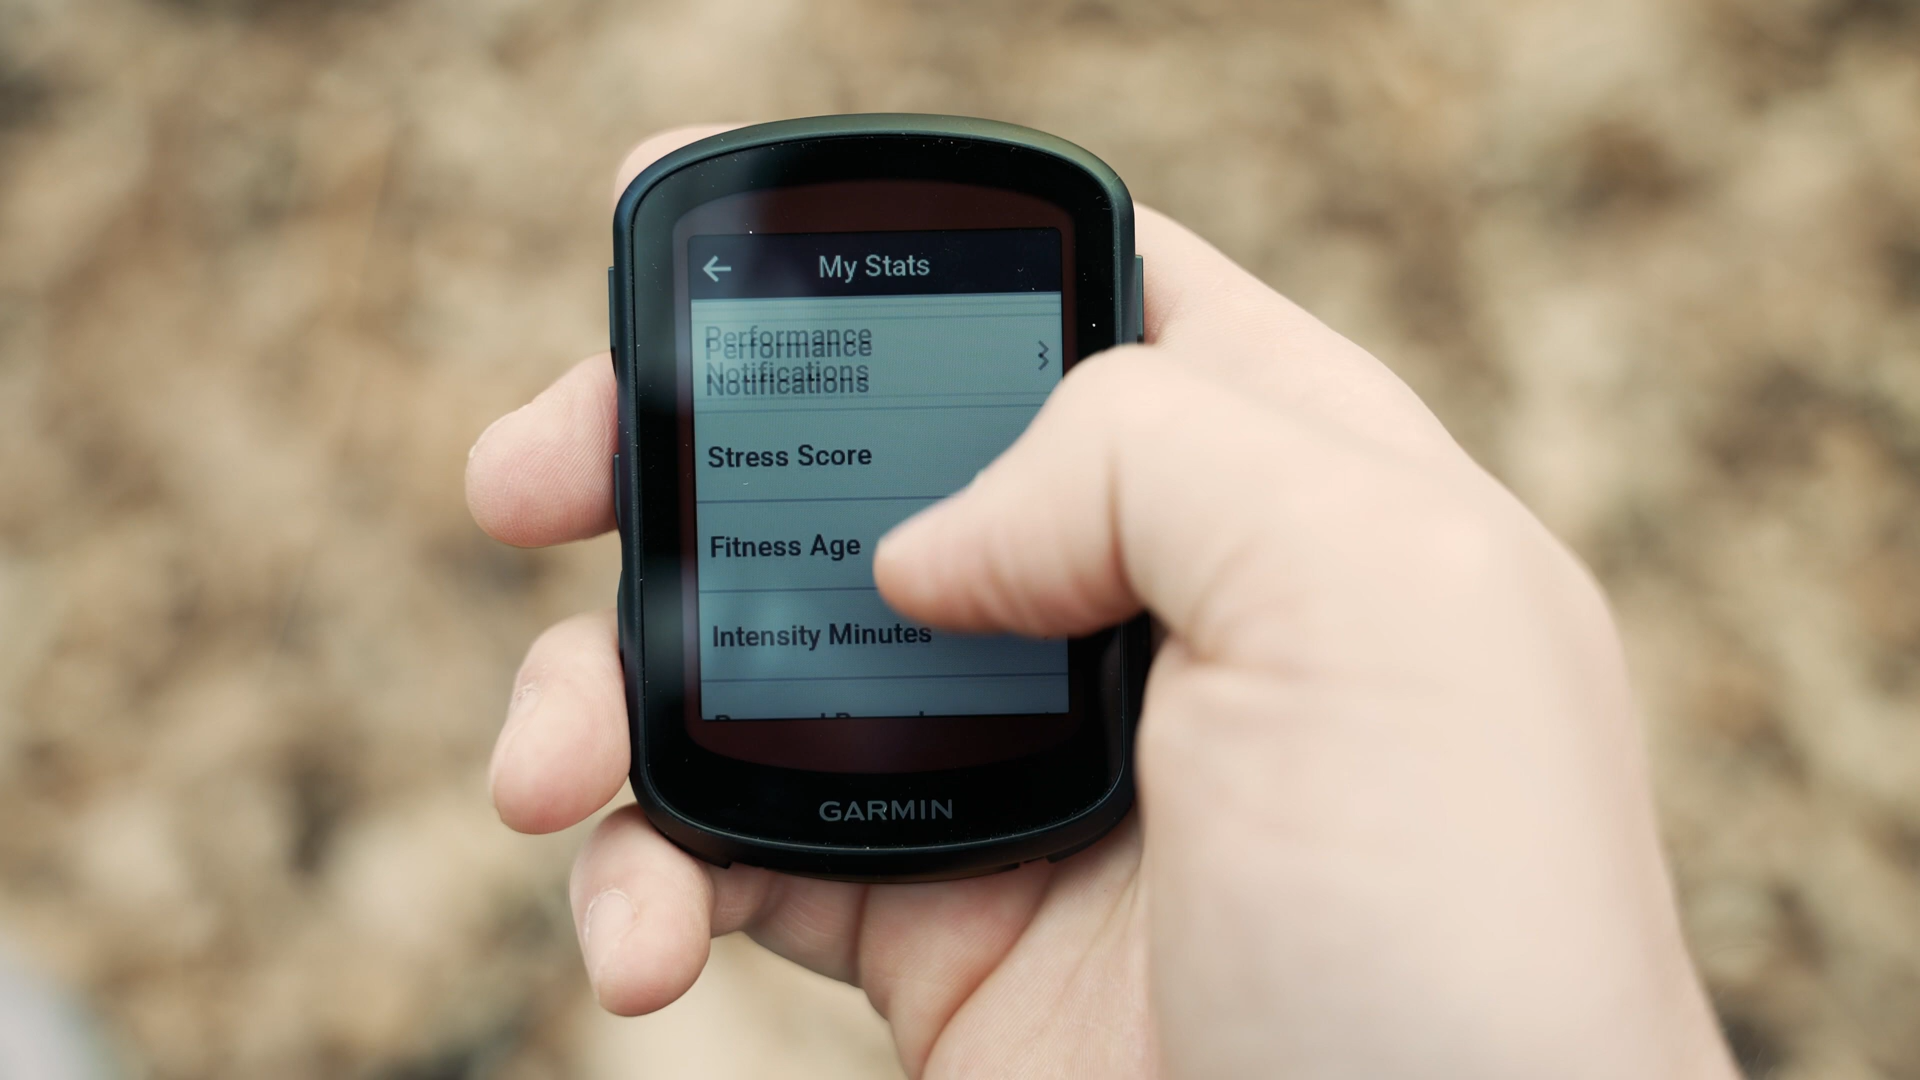 My Stats
Performance
Notifications
Stress Score
Fitness Age
Intensity Minutes
GARMIN